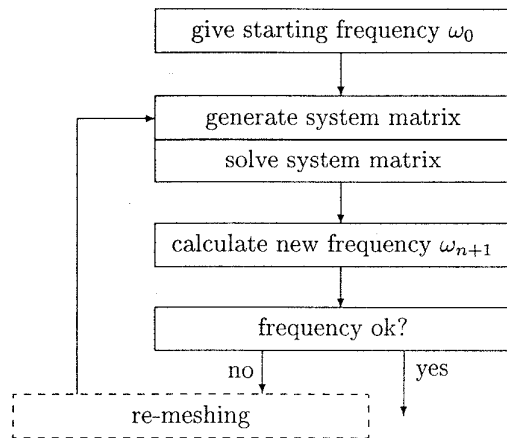 give starting frequency ω₀
generate system matrix
solve system matrix
calculate new frequency ωₙ₊₁
frequency ok?
no
yes
re-meshing